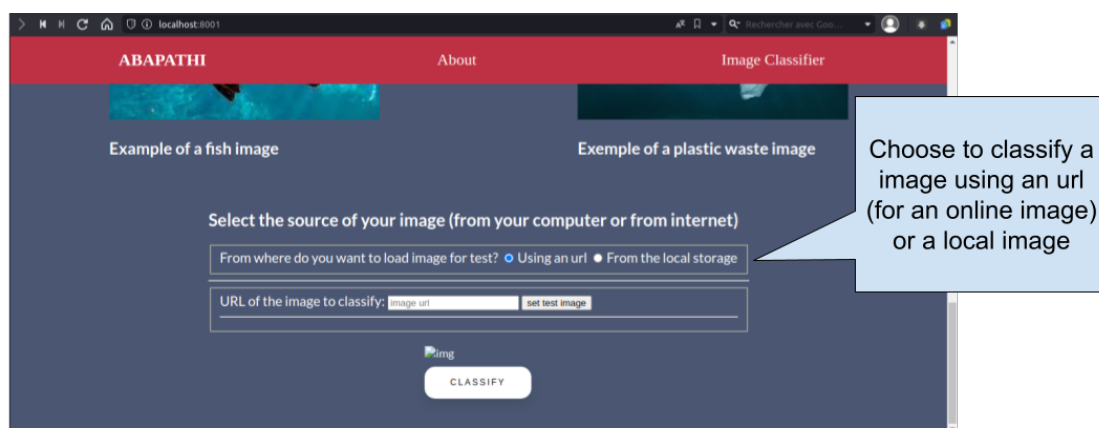 localhost:8001
Rechercher avec Goo...
ABAPATHI About Image Classifier
Example of a fish image
Exemple of a plastic waste image
Choose to classify a
image using an url
(for an online image)
or a local image
Select the source of your image (from your computer or from internet)
From where do you want to load image for test? Using an url From the local storage
URL of the image to classify: image url set test image
img
CLASSIFY